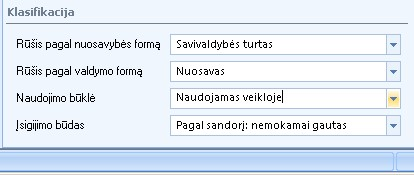 Klasifikacija
Rūšis pagal nuosavybės formą Savivaldybės turtas
Rūšis pagal valdymo formą Nuosavas
Naudojimo būklė Naudojamas veikloje
Įsigijimo būdas Pagal sandorį: nemokamai gautas